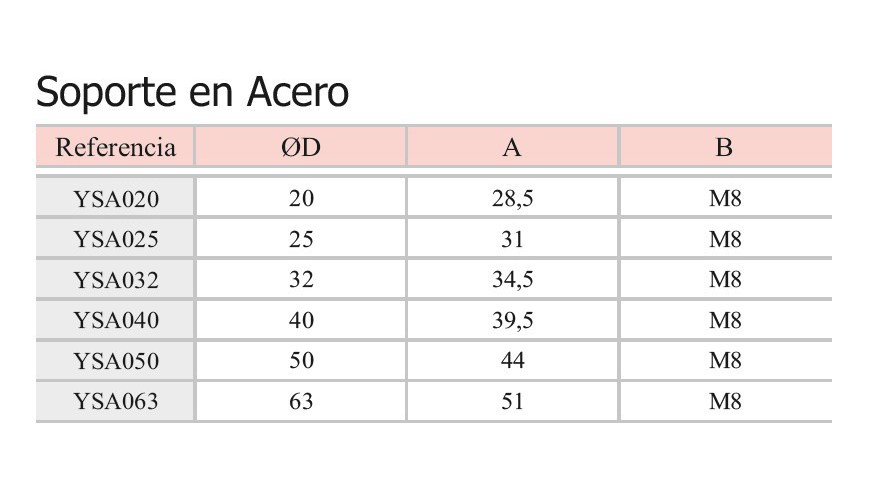 Soporte en Acero
Referencia ØD A B
YSA020 20 28,5 M8
YSA025 25 31 M8
YSA032 32 34,5 M8
YSA040 40 39,5 M8
YSA050 50 44 M8
YSA063 63 51 M8